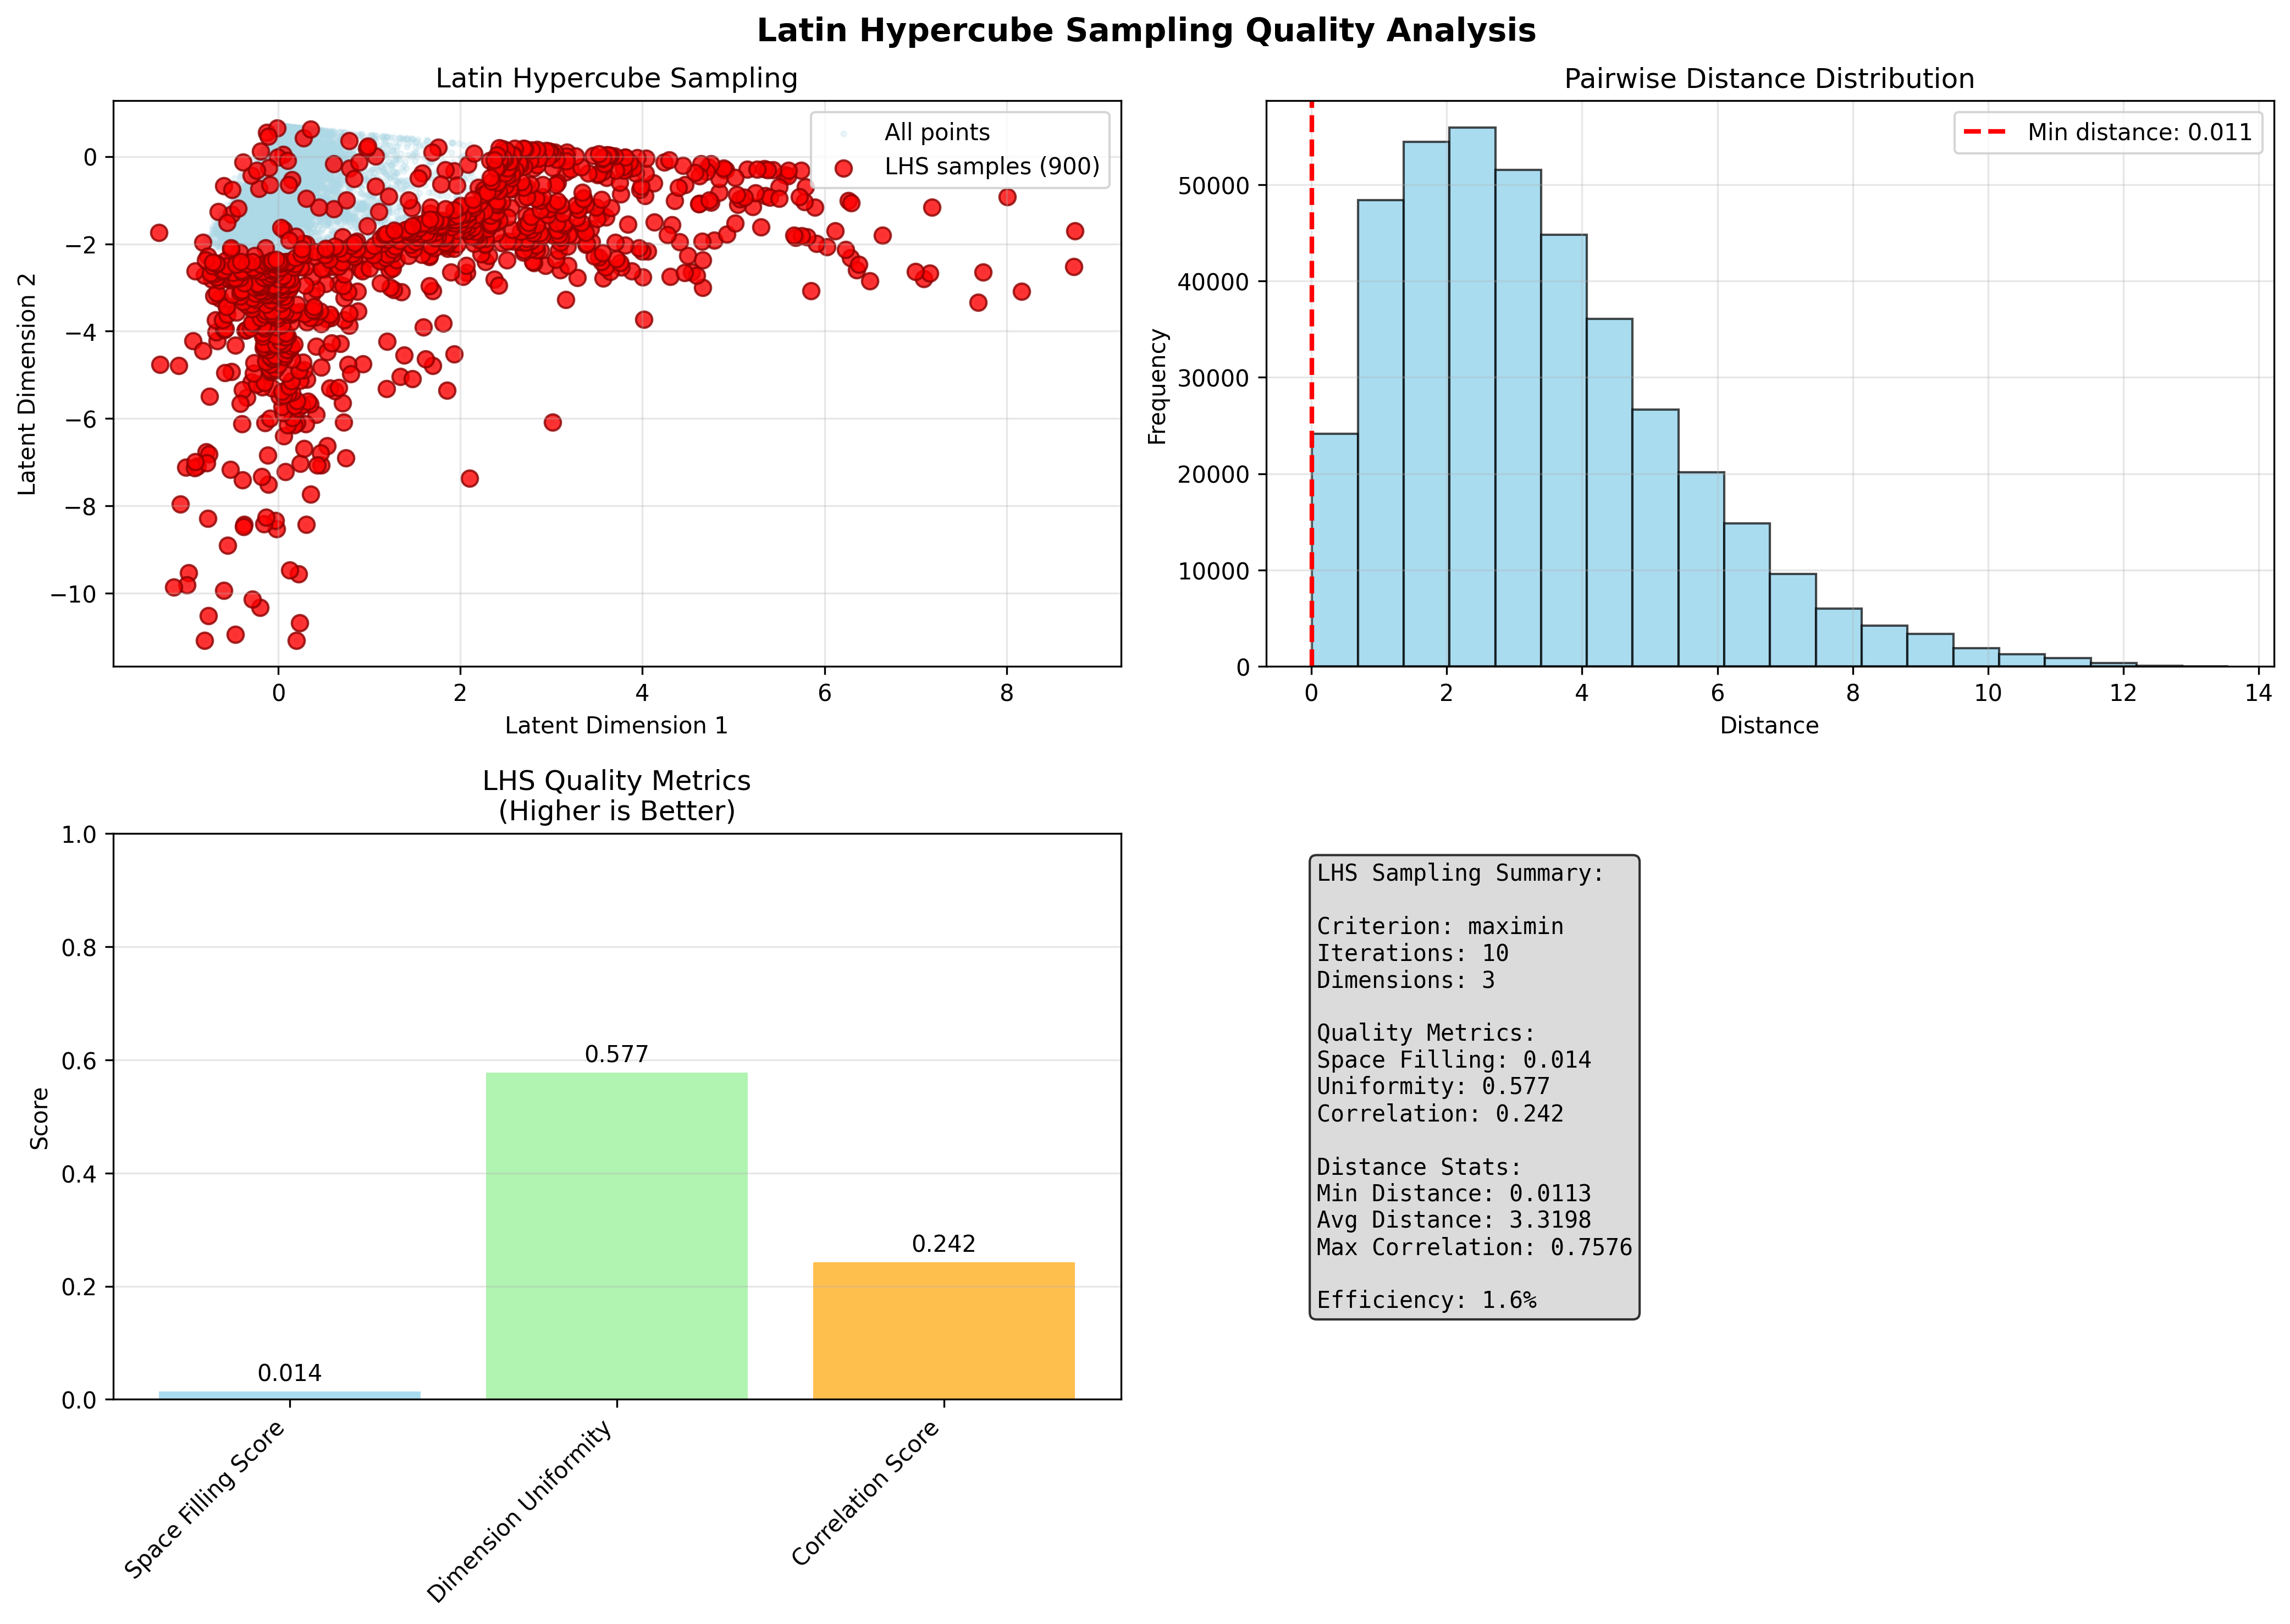 Latin Hypercube Sampling Quality Analysis
Latin Hypercube Sampling
All points
LHS samples (900)
0
−2
−4
−6
−8
−10
Latent Dimension 2
0 2 4 6 8
Latent Dimension 1
Pairwise Distance Distribution
Min distance: 0.011
50000
40000
30000
20000
10000
0
Frequency
0 2 4 6 8 10 12 14
Distance
LHS Quality Metrics
(Higher is Better)
1.0
0.8
0.6
0.4
0.2
0.0
Score
0.014
0.577
0.242
Space Filling Score
Dimension Uniformity
Correlation Score
LHS Sampling Summary:
Criterion: maximin
Iterations: 10
Dimensions: 3
Quality Metrics:
Space Filling: 0.014
Uniformity: 0.577
Correlation: 0.242
Distance Stats:
Min Distance: 0.0113
Avg Distance: 3.3198
Max Correlation: 0.7576
Efficiency: 1.6%